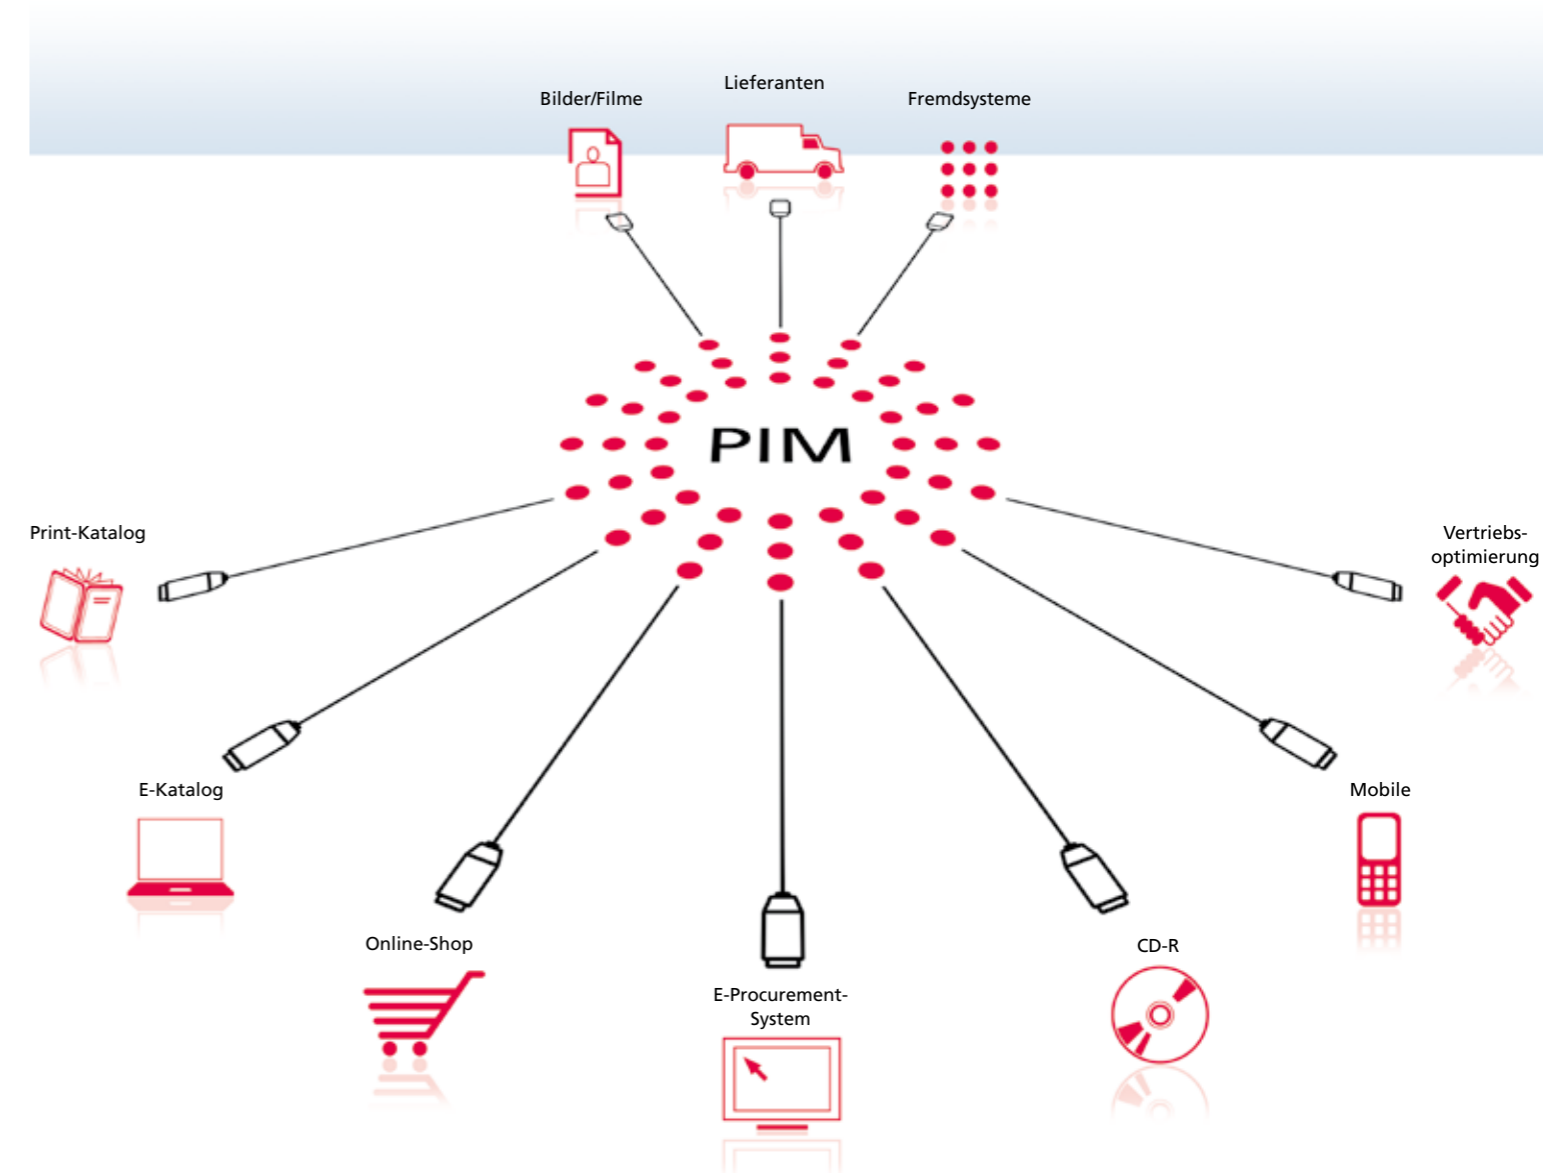 Lieferanten
Bilder/Filme
Fremdsysteme
PIM
Print-Katalog
Vertriebs-
optimierung
E-Katalog
Mobile
Online-Shop
CD-R
E-Procurement-
System